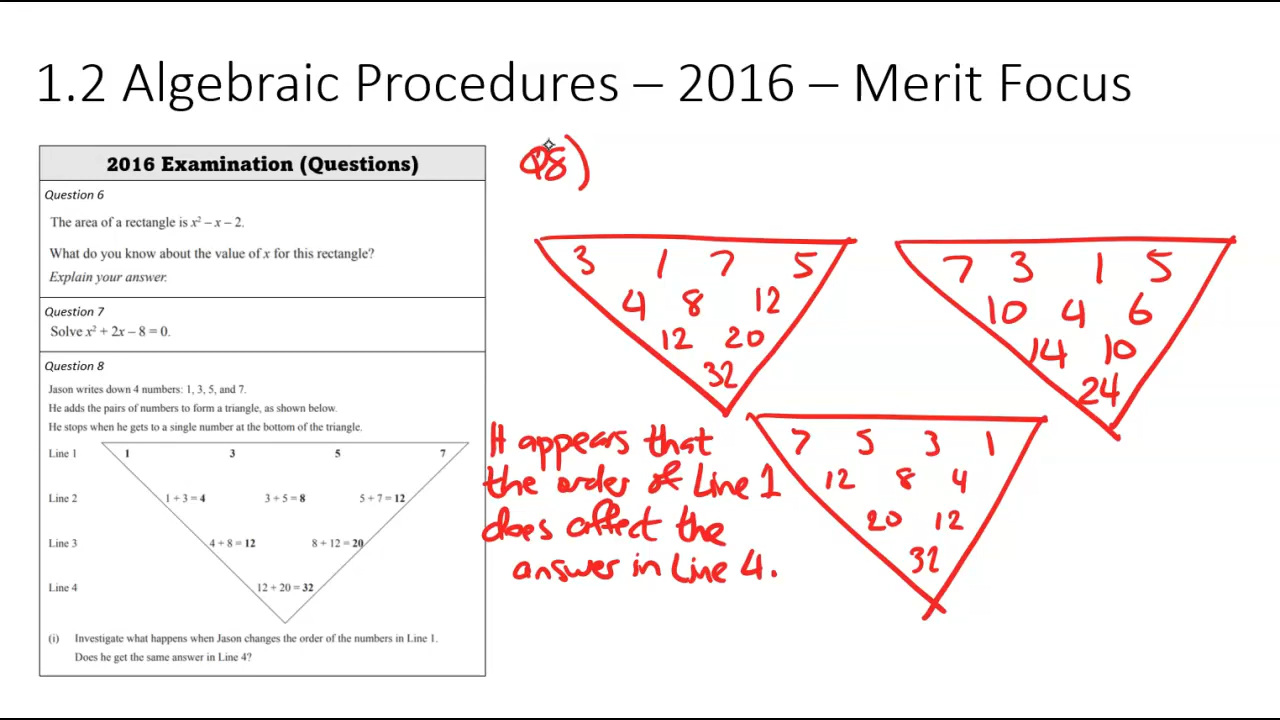 1.2 Algebraic Procedures – 2016 – Merit Focus
2016 Examination (Questions)
Question 6
The area of a rectangle is x² – x – 2.
What do you know about the value of x for this rectangle?
Explain your answer.
Question 7
Solve x² + 2x – 8 = 0.
Question 8
Jason writes down 4 numbers: 1, 3, 5, and 7.
He adds the pairs of numbers to form a triangle, as shown below.
He stops when he gets to a single number at the bottom of the triangle.
Line 1 1 3 5 7
Line 2 1 + 3 = 4 3 + 5 = 8 5 + 7 = 12
Line 3 4 + 8 = 12 8 + 12 = 20
Line 4 12 + 20 = 32
(i) Investigate what happens when Jason changes the order of the numbers in Line 1.
Does he get the same answer in Line 4?
Q8)
3 1 7 5
4 8 12
12 20
32
7 3 1 5
10 4 6
14 10
24
It appears that
the order of Line 1
does affect the
answer in Line 4.
7 5 3 1
12 8 4
20 12
32